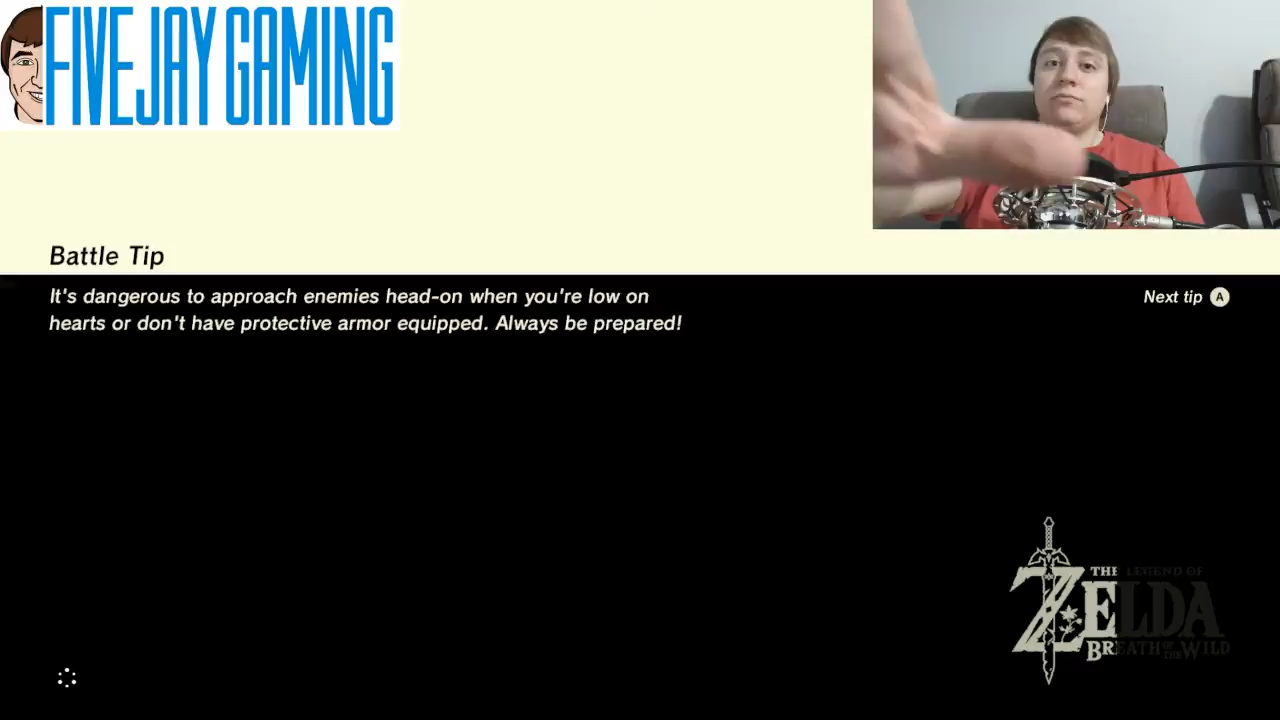 FIVEJAY GAMING
Battle Tip
It's dangerous to approach enemies head-on when you're low on
hearts or don't have protective armor equipped. Always be prepared!
Next tip A
THE LEGEND OF
ZELDA
BREATH OF THE WILD